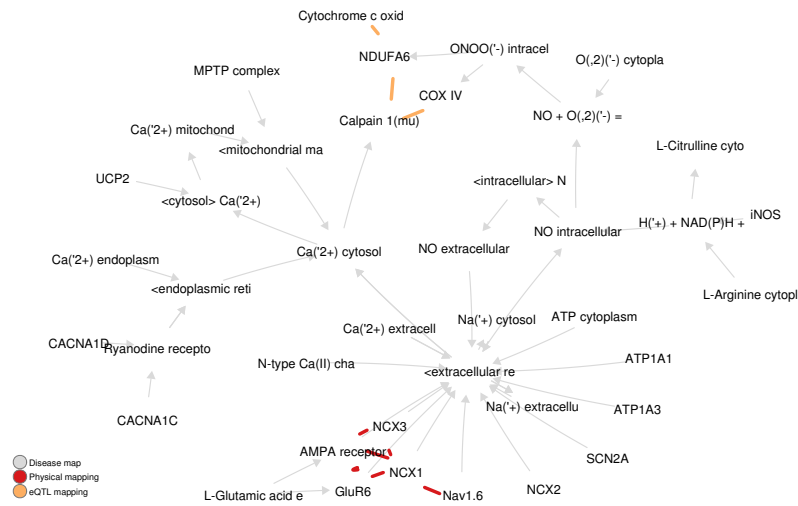 Cytochrome c oxid
NDUFA6
ONOO('-) intracel
O(,2)('-) cytopla
MPTP complex
COX IV
Calpain 1(mu)
NO + O(,2)('-) =
Ca('2+) mitochond
<mitochondrial ma
L-Citrulline cyto
UCP2
<intracellular> N
<cytosol> Ca('2+)
iNOS
H('+) + NAD(P)H +
NO intracellular
Ca('2+) cytosol
NO extracellular
Ca('2+) endoplasm
<endoplasmic reti
L-Arginine cytopl
Na('+) cytosol
ATP cytoplasm
Ca('2+) extracell
CACNA1D
Ryanodine recepto
N-type Ca(II) cha
<extracellular re
ATP1A1
Na('+) extracellu
ATP1A3
CACNA1C
NCX3
AMPA receptor
SCN2A
NCX1
Disease map
Physical mapping
eQTL mapping
L-Glutamic acid e
GluR6
Nav1.6
NCX2